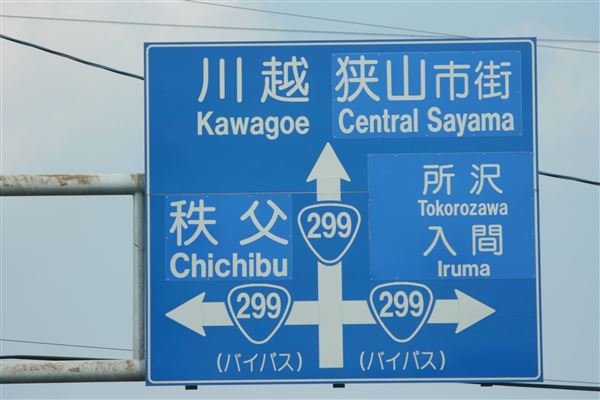 川越 狭山市街
Kawagoe Central Sayama
秩父
Chichibu
299
所沢
Tokorozawa
入間
Iruma
299 299
(バイパス) (バイパス)